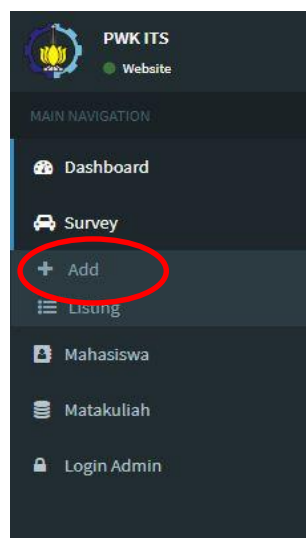 PWK ITS
Website
MAIN NAVIGATION
Dashboard
Survey
Add
Listing
Mahasiswa
Matakuliah
Login Admin